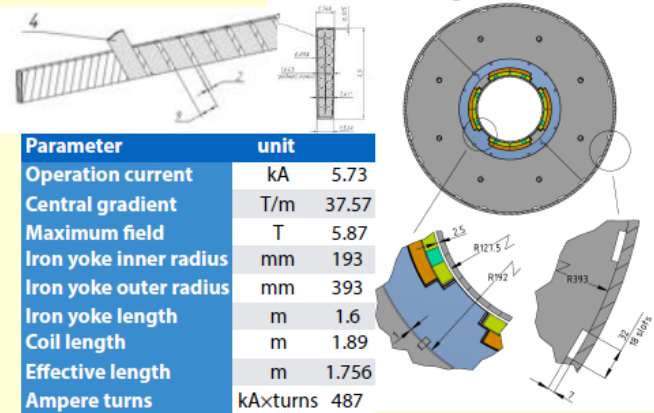 4
2
9
Parameter unit
Operation current kA 5.73
Central gradient T/m 37.57
Maximum field T 5.87
Iron yoke inner radius mm 193
Iron yoke outer radius mm 393
Iron yoke length m 1.6
Coil length m 1.89
Effective length m 1.756
Ampere turns kA×turns 487
2.5
R127.5
R192
R393
32
18 slots
7